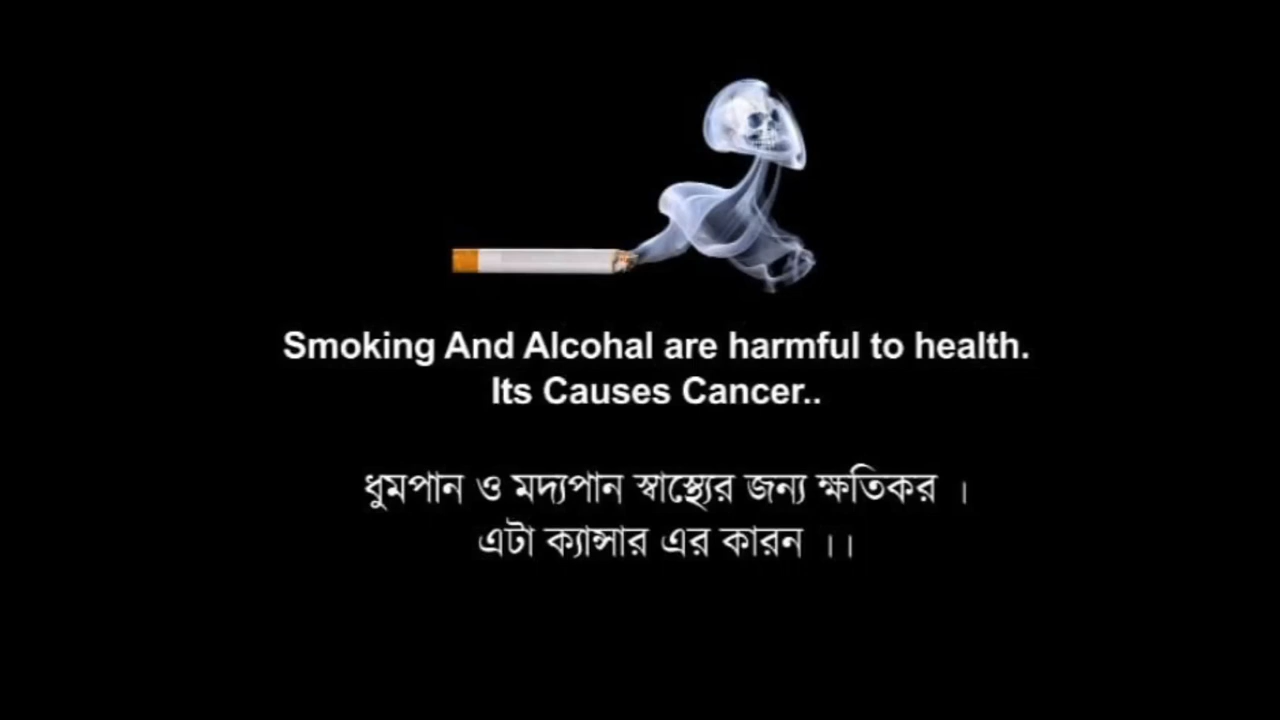 Smoking And Alcohal are harmful to health.
Its Causes Cancer..
ধুমপান ও মদ্যপান স্বাস্থ্যের জন্য ক্ষতিকর ।
এটা ক্যান্সার এর কারন ।।